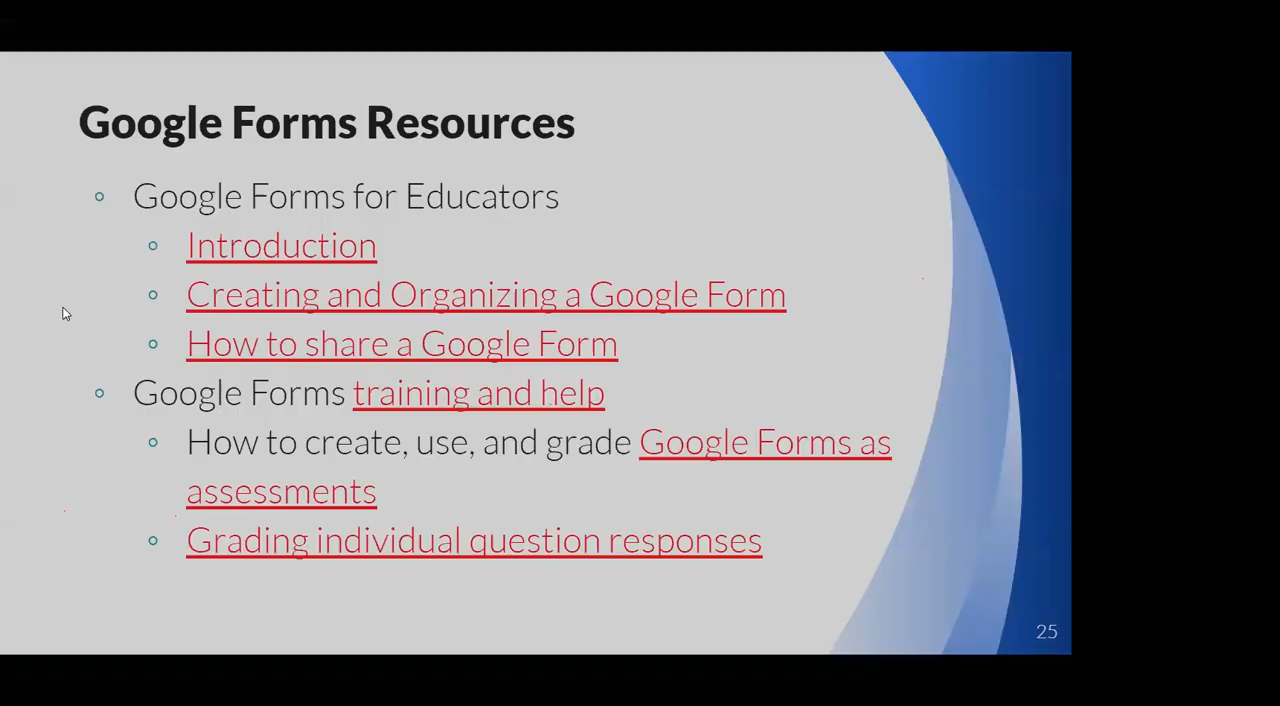 Google Forms Resources
Google Forms for Educators
Introduction
Creating and Organizing a Google Form
How to share a Google Form
Google Forms training and help
How to create, use, and grade Google Forms as
assessments
Grading individual question responses
25